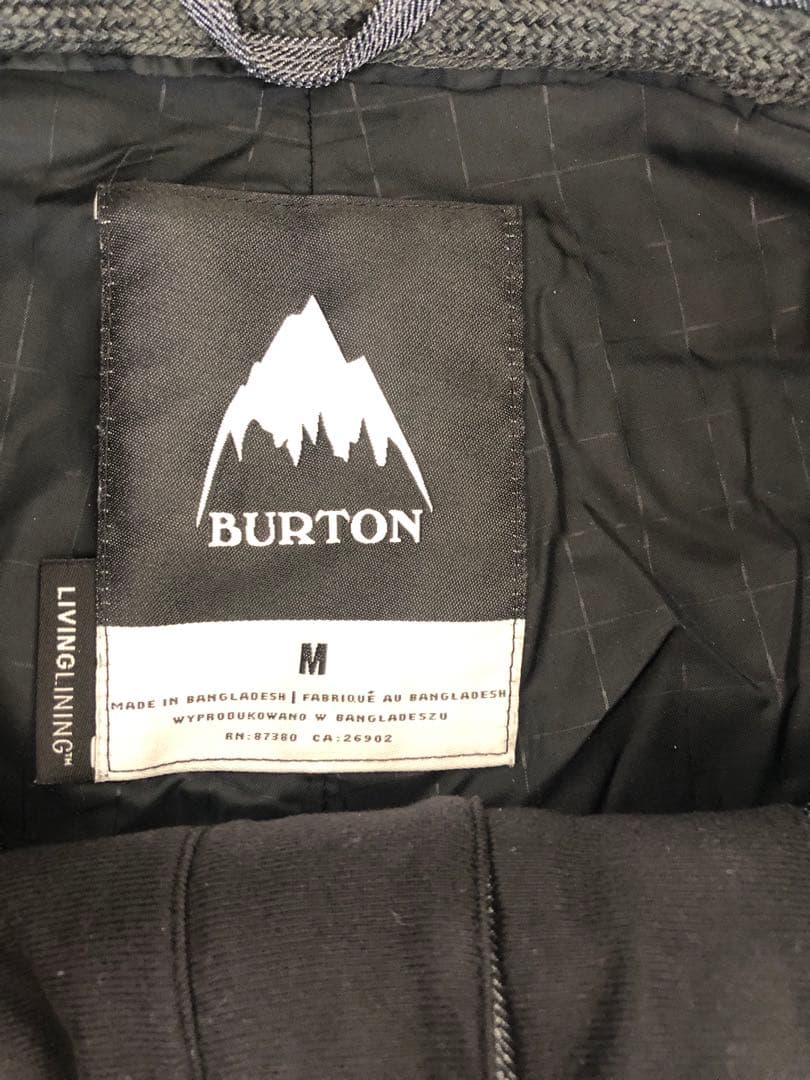 BURTON
M
MADE IN BANGLADESH | FABRIQUÉ AU BANGLADESH
WYPRODUKOWANO W BANGLADESZU
RN:87380 CA:26902
LIVINGLINING™